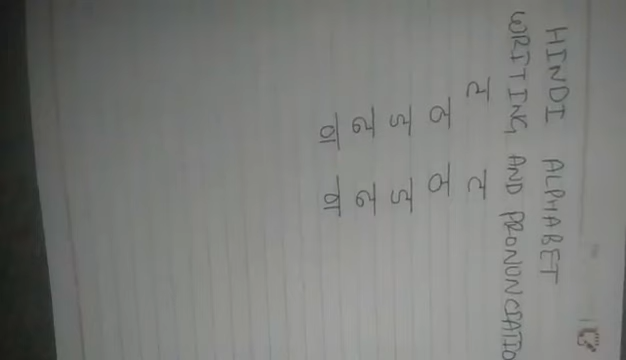 HINDI ALPHABET
WRITING AND PRONUNCIATIO
ट ट
ठ ठ
ड ड
ढ ढ
ण ण